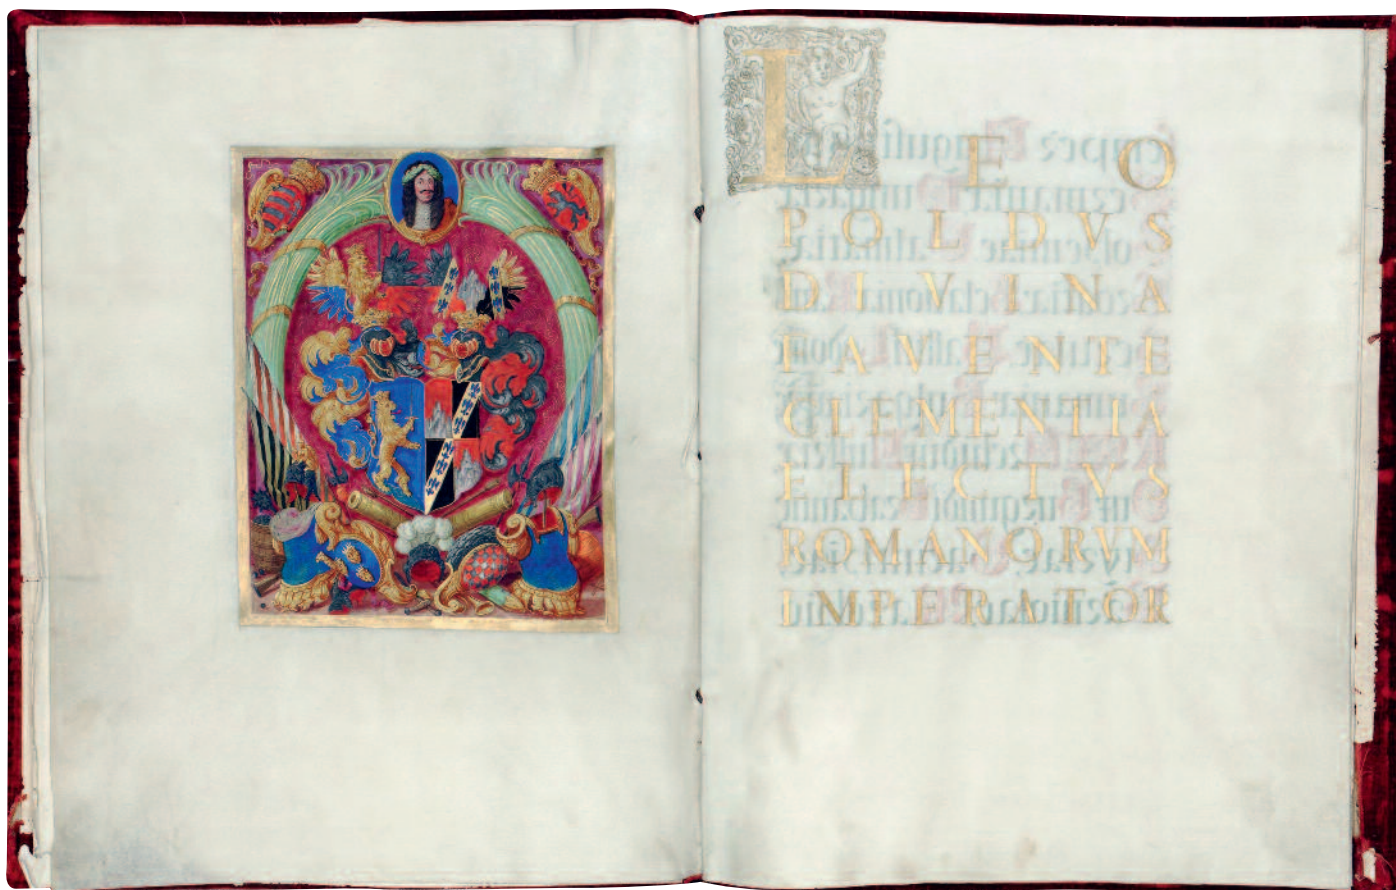 LEO
POLDVS
DIVINA
FAVENTE
CLEMENTIA
ELECTVS
ROMANORVM
IMPERATOR